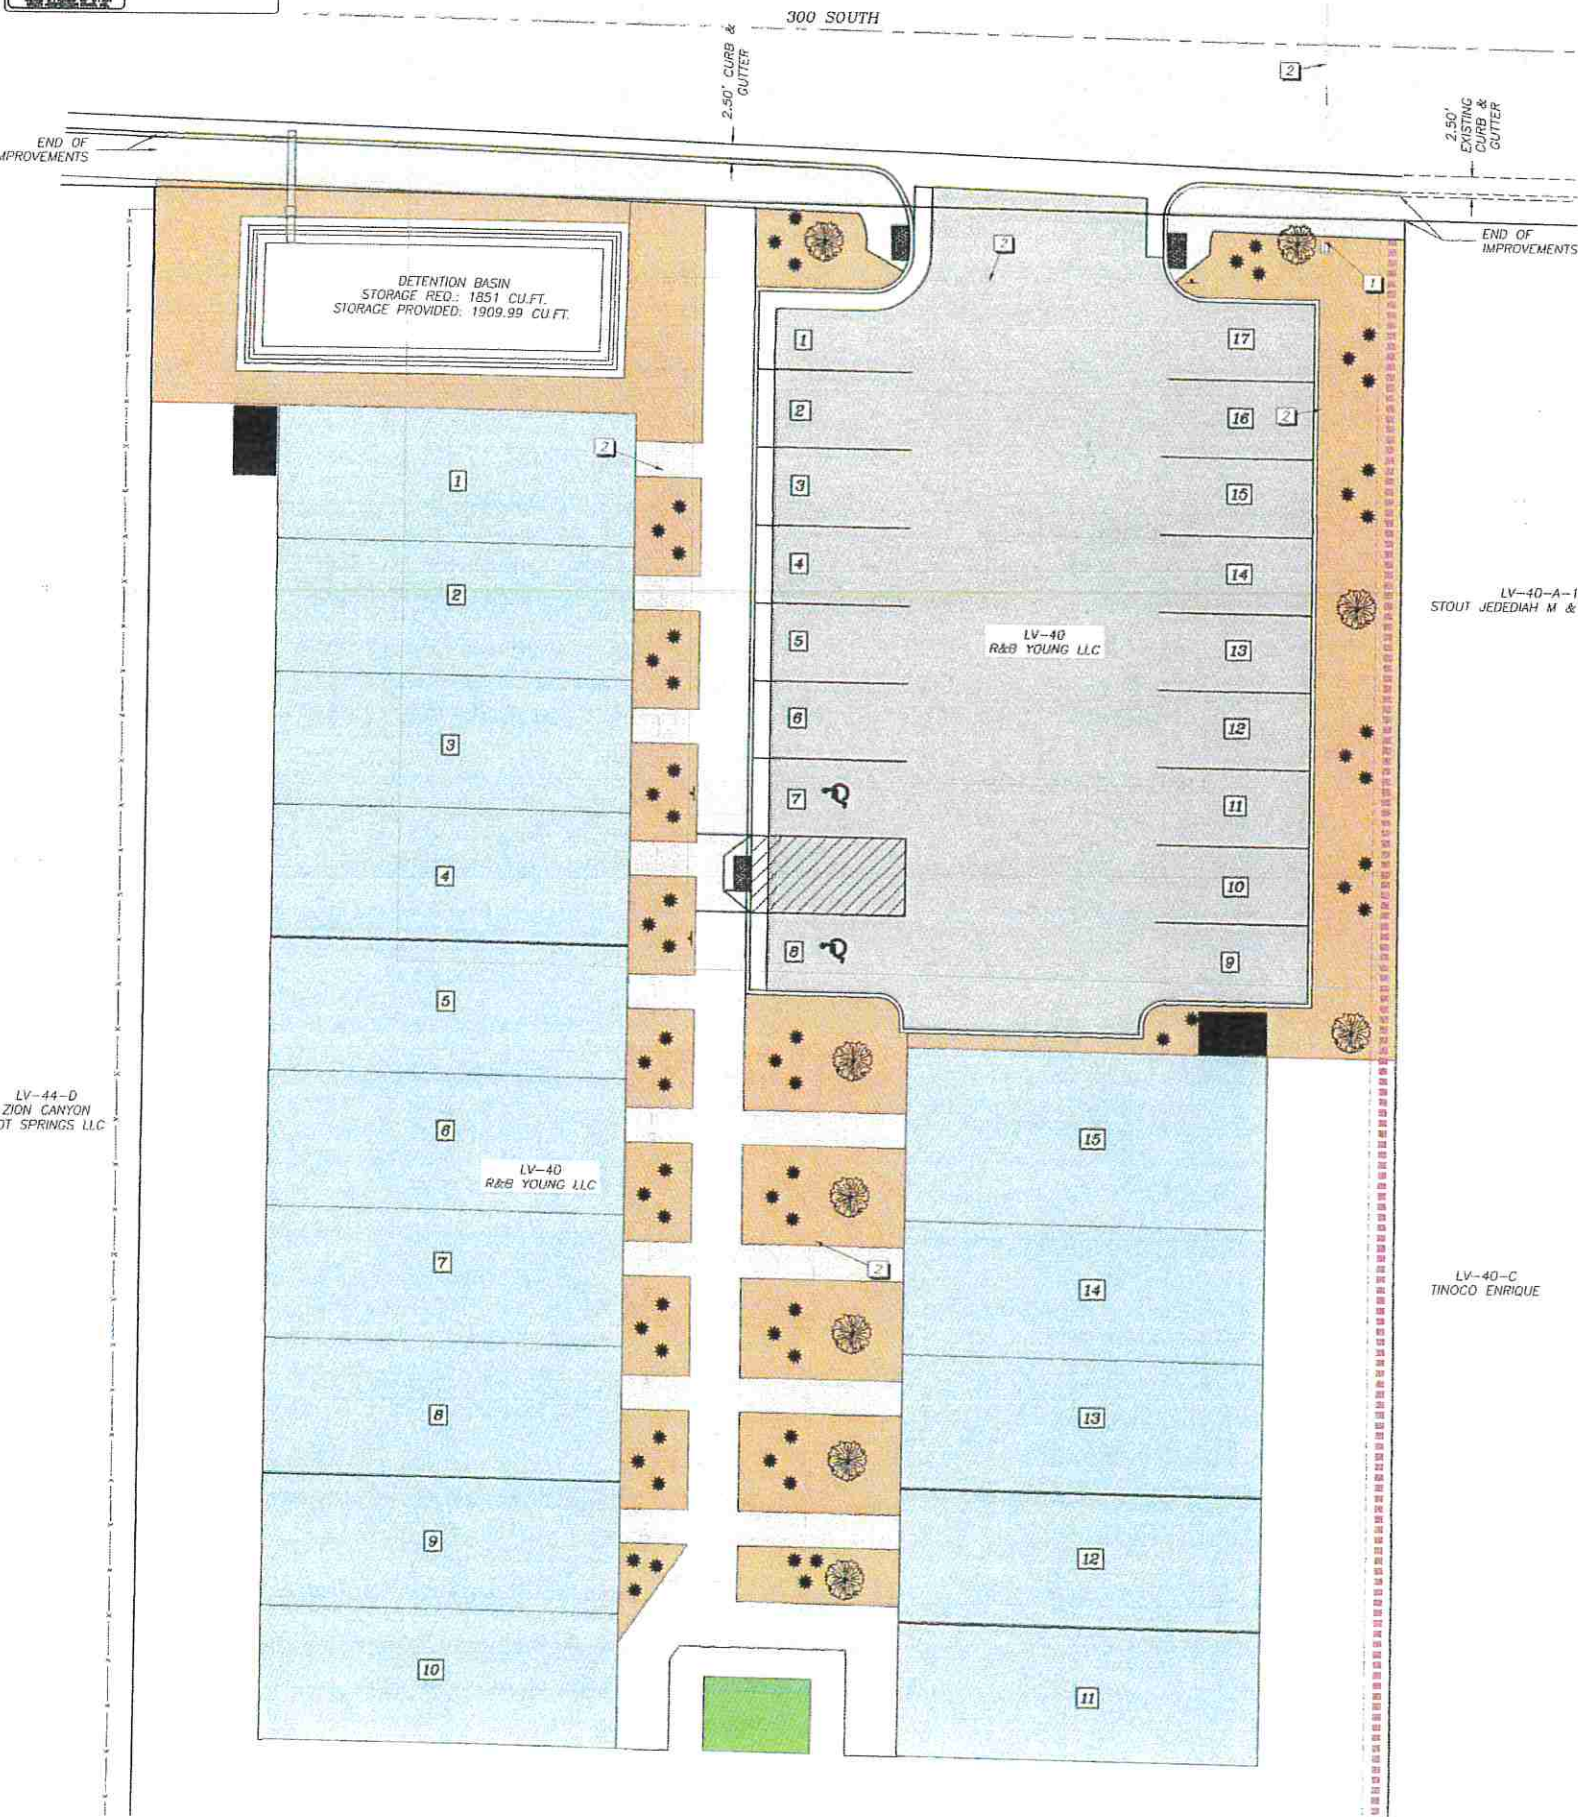 300 SOUTH
2.50' CURB &
GUTTER
2
2.50'
EXISTING
CURB &
GUTTER
END OF
MPROVEMENTS
END OF
IMPROVEMENTS
DETENTION BASIN
STORAGE REQ.: 1851 CU.FT.
STORAGE PROVIDED: 1909.99 CU.FT.
2
1
1
17
2
16
2
2
1
3
15
4
14
2
LV-40-A-1
STOUT JEDEDIAH M &
LV-40
R&B YOUNG LLC
5
13
6
12
3
7
11
4
10
8
9
5
LV-44-D
ZION CANYON
OT SPRINGS LLC
6
15
LV-40
R&B YOUNG LLC
7
2
14
LV-40-C
TINOCO ENRIQUE
8
13
9
12
10
11